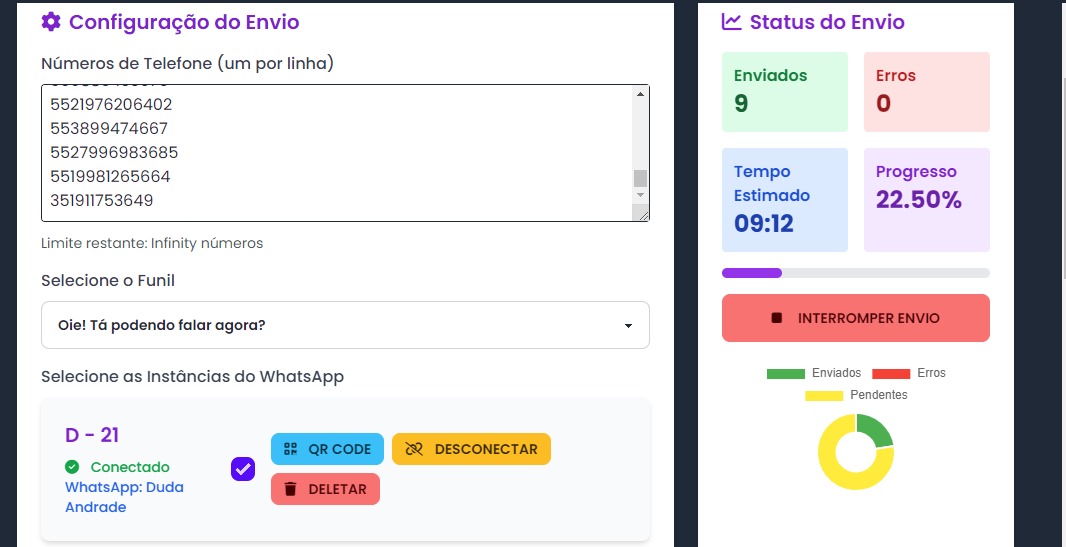 Configuração do Envio
Números de Telefone (um por linha)
5521976206402
553899474667
5527996983685
5519981265664
351911753649
Limite restante: Infinity números
Selecione o Funil
Oie! Tá podendo falar agora?
Selecione as Instâncias do WhatsApp
D - 21
Conectado
WhatsApp: Duda
Andrade
QR CODE
DESCONECTAR
DELETAR
Status do Envio
Enviados
9
Erros
0
Tempo
Estimado
09:12
Progresso
22.50%
INTERROMPER ENVIO
Enviados
Erros
Pendentes